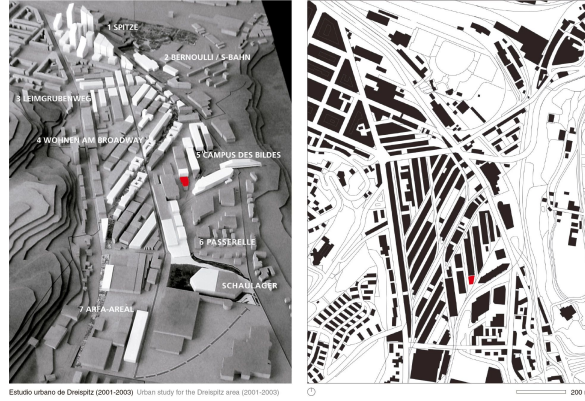 1 SPITZE
2 BERNOULLI / S-BAHN
3 LEIMGRUBENWEG
4 WOHNEN AM BROADWAY
5 CAMPUS DES BILDES
6 PASSERELLE
SCHAULAGER
7 ARFA-AREAL
Estudio urbano de Dreispitz (2001-2003) Urban study for the Dreispitz area (2001-2003)
200